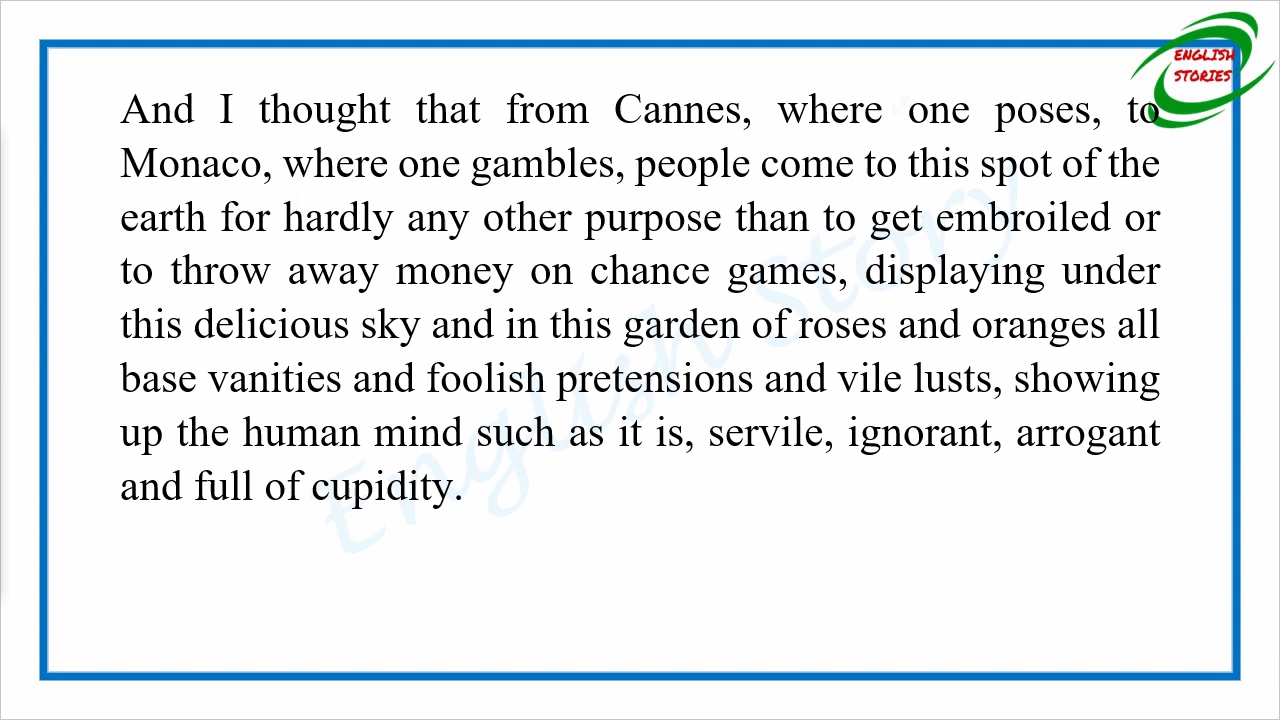 ENGLISH
STORIES
And I thought that from Cannes, where one poses, to
Monaco, where one gambles, people come to this spot of the
earth for hardly any other purpose than to get embroiled or
to throw away money on chance games, displaying under
this delicious sky and in this garden of roses and oranges all
base vanities and foolish pretensions and vile lusts, showing
up the human mind such as it is, servile, ignorant, arrogant
and full of cupidity.
English Story